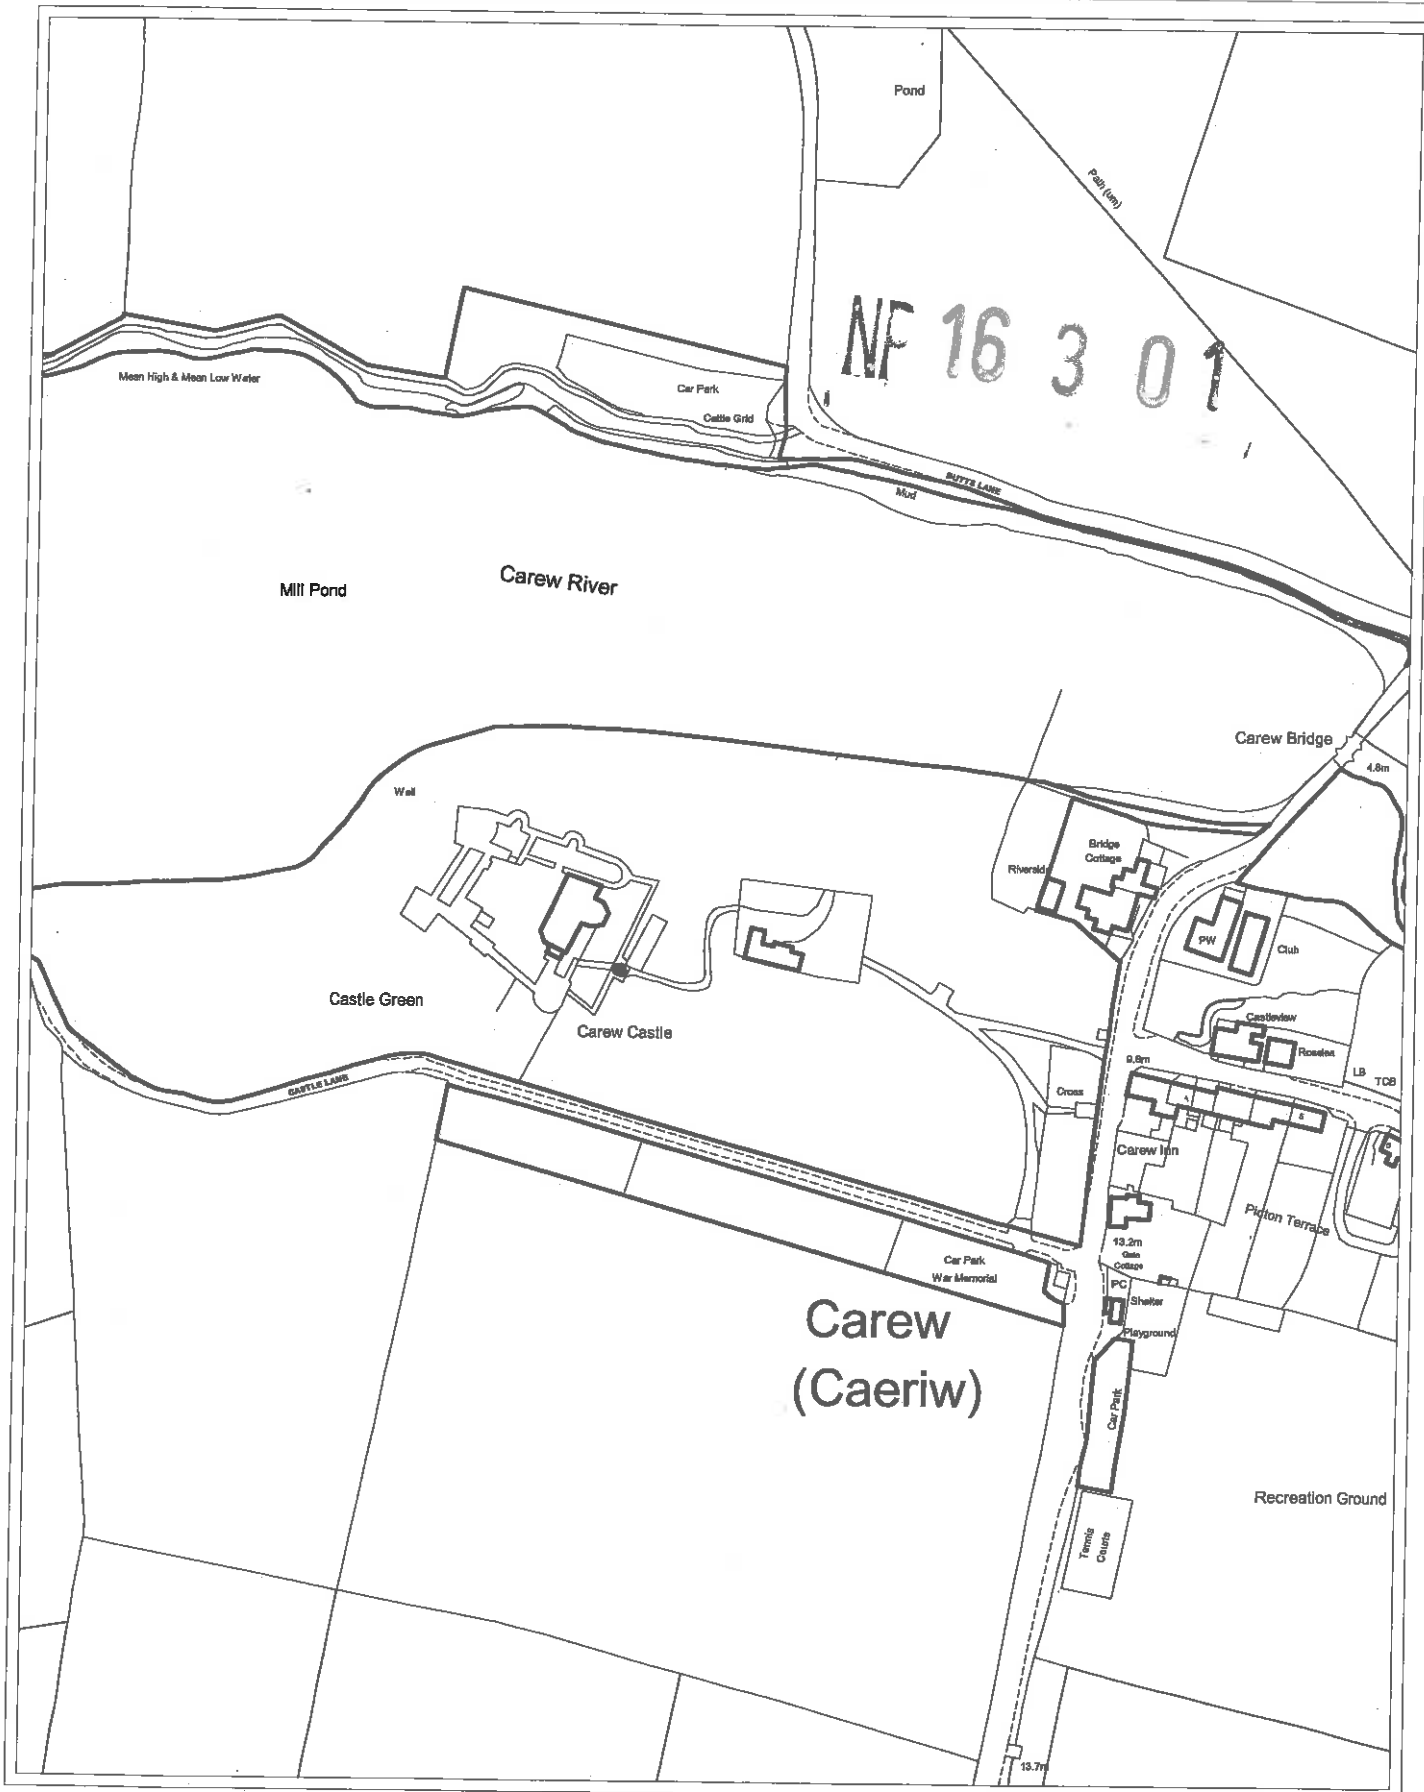 Pond
Path (um)
NP 16 3 0 1
Mean High & Mean Low Water
Car Park
Cattle Grid
BUTTS LANE
Mud
Mill Pond
Carew River
Carew Bridge
4.8m
Well
Bridge
Cottage
Riverside
PW
Club
Castle Green
Carew Castle
Castleview
Roselea
9.8m
LB
TCB
CASTLE LANE
Cross
Carew Inn
Picton Terrace
13.2m
Gate
Cottage
Car Park
War Memorial
PC
Shelter
Playground
Carew
(Caeriw)
Car Park
Recreation Ground
Tennis
Courts
13.7m